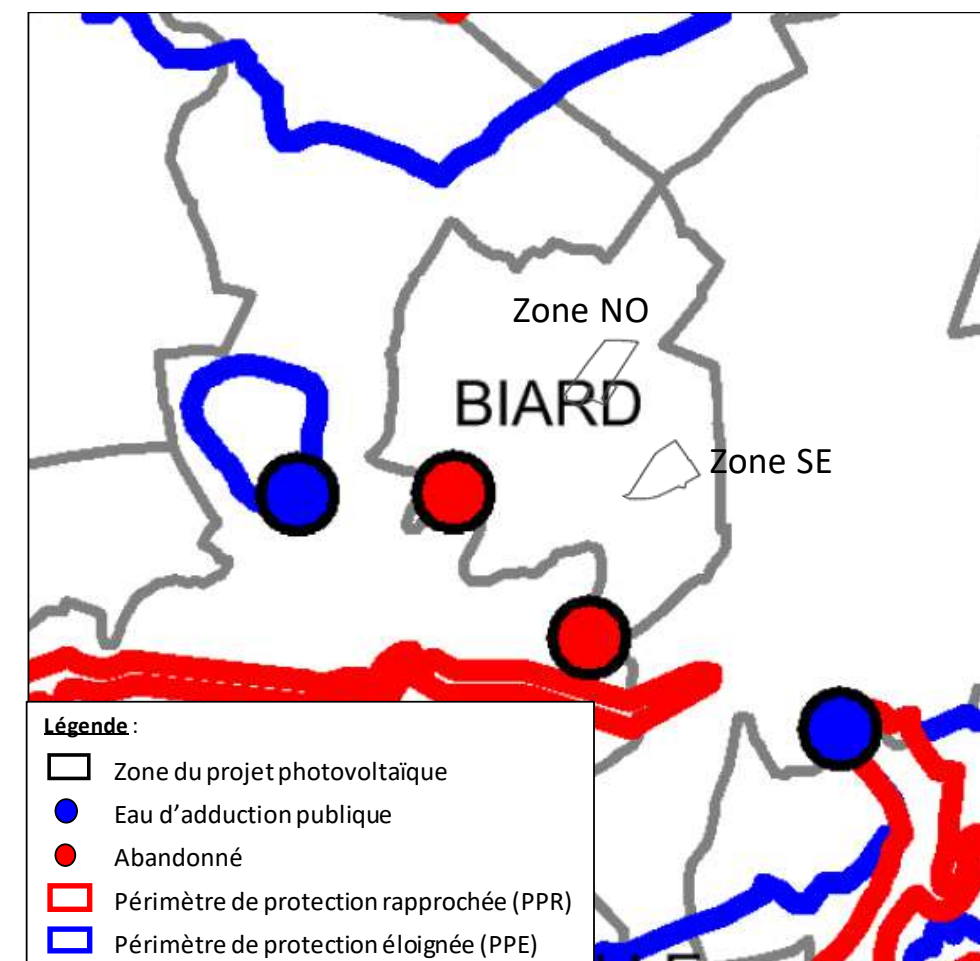 Zone NO
BIARD
Zone SE
Légende :
Zone du projet photovoltaïque
Eau d’adduction publique
Abandonné
Périmètre de protection rapprochée (PPR)
Périmètre de protection éloignée (PPE)